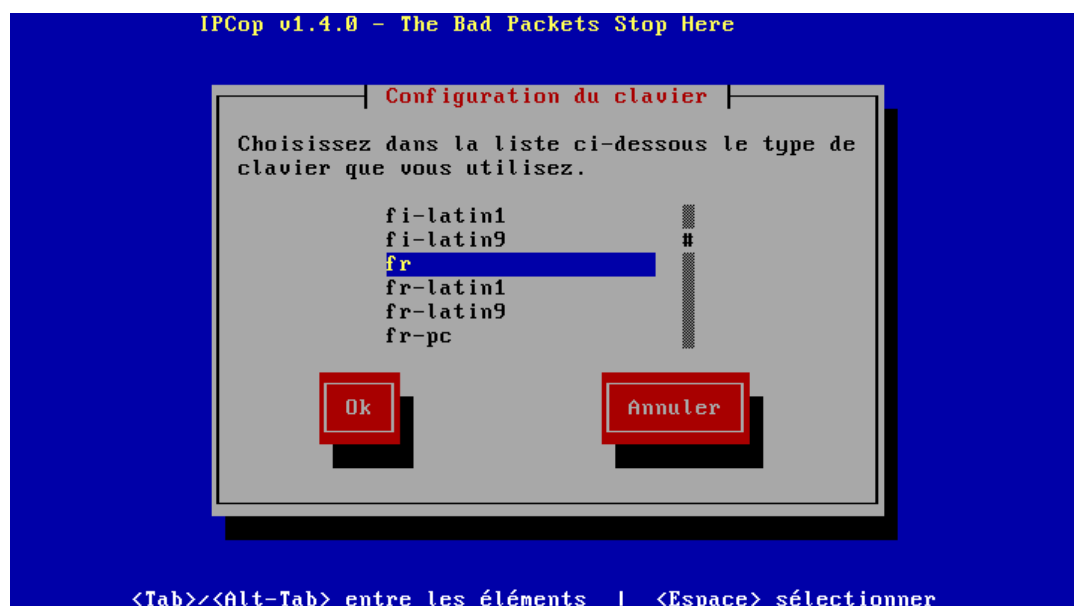 IPCop v1.4.0 - The Bad Packets Stop Here
Configuration du clavier
Choisissez dans la liste ci-dessous le type de
clavier que vous utilisez.
fi-latin1
fi-latin9
#
fr
fr-latin1
fr-latin9
fr-pc
Ok
Annuler
<Tab>/<Alt-Tab> entre les éléments | <Espace> sélectionner